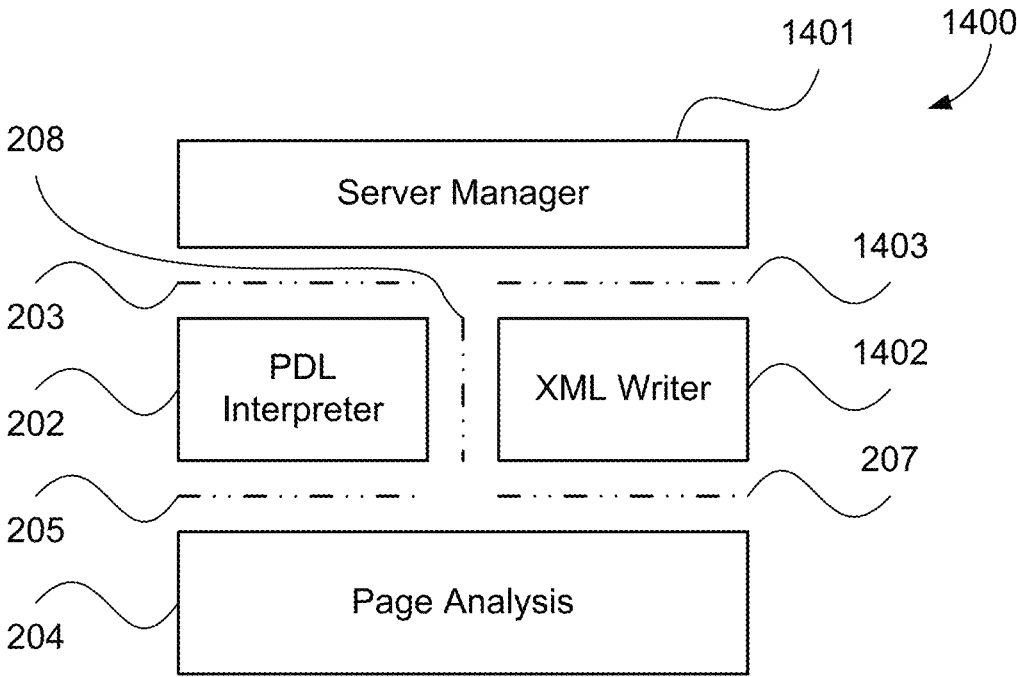 1400
1401
208
Server Manager
1403
203
PDL
Interpreter
XML Writer
1402
202
207
205
Page Analysis
204